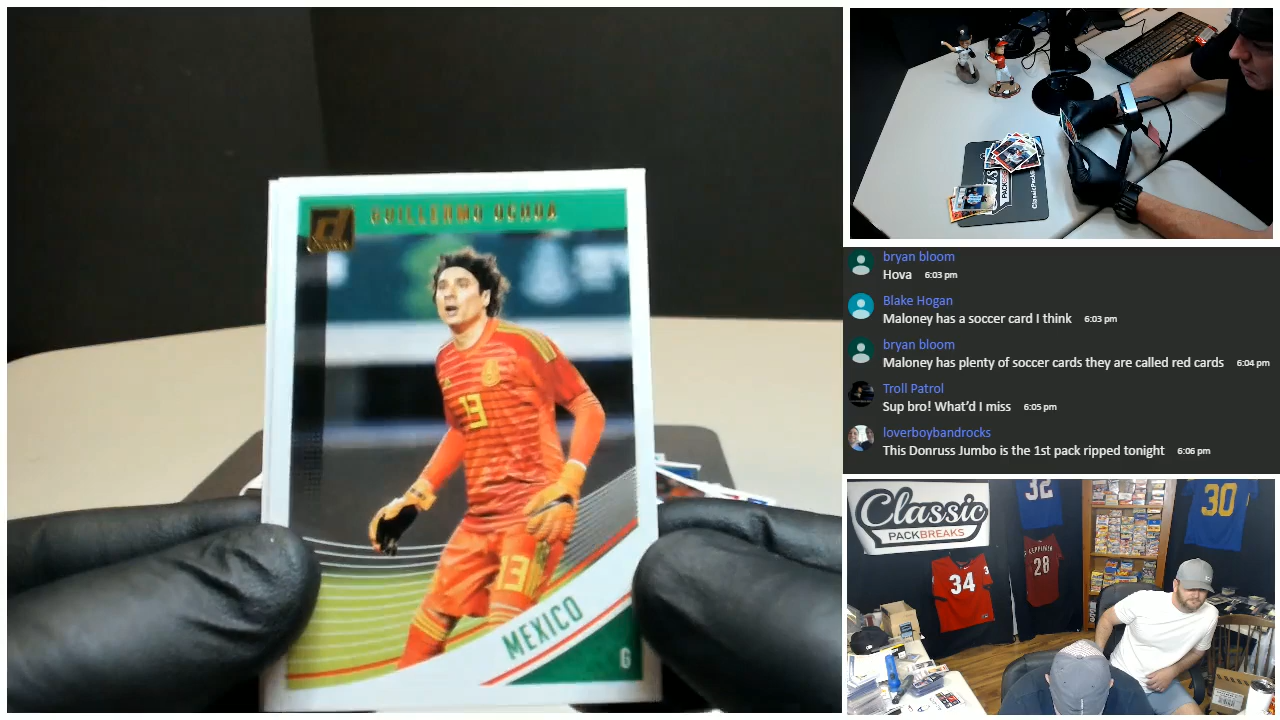 GUILLERMO OCHOA
13
13
MEXICO
G
bryan bloom
Hova 6:03 pm
Blake Hogan
Maloney has a soccer card I think 6:03 pm
bryan bloom
Maloney has plenty of soccer cards they are called red cards 6:04 pm
Troll Patrol
Sup bro! What'd I miss 6:05 pm
loverboybandrocks
This Donruss Jumbo is the 1st pack ripped tonight 6:06 pm
Classic
PACKBREAKS
32
30
28
34